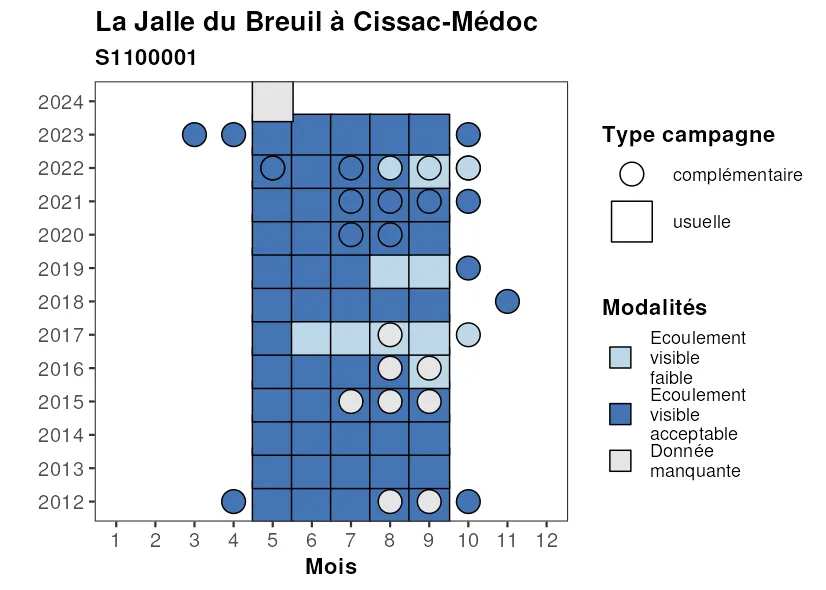 La Jalle du Breuil à Cissac-Médoc
S1100001
2024
2023
2022
2021
2020
2019
2018
2017
2016
2015
2014
2013
2012
1 2 3 4 5 6 7 8 9 10 11 12
Mois
Type campagne
complémentaire
usuelle
Modalités
Ecoulement
visible
faible
Ecoulement
visible
acceptable
Donnée
manquante